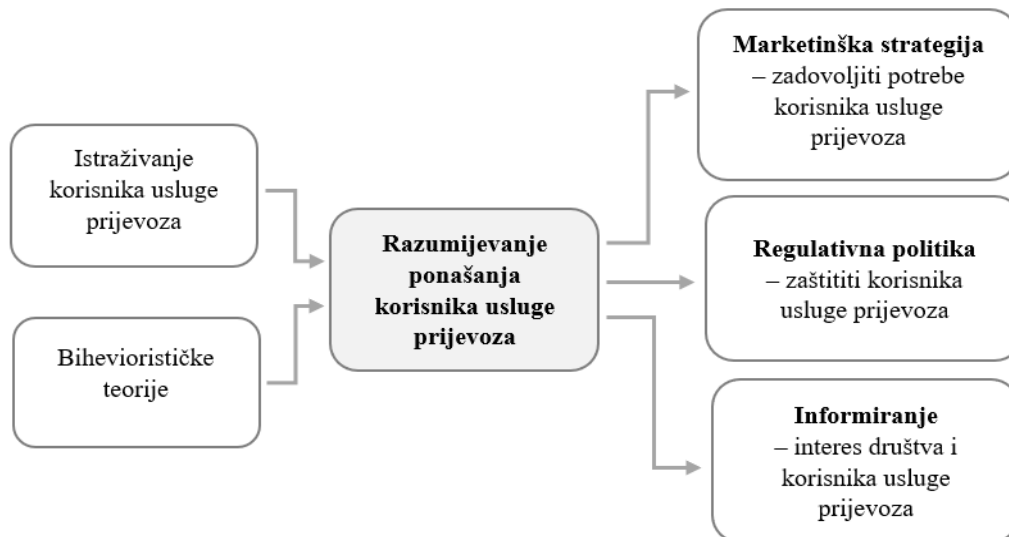 Istraživanje
korisnika usluge
prijevoza
Biheviorističke
teorije
Razumijevanje
ponašanja
korisnika usluge
prijevoza
Marketinška strategija
– zadovoljiti potrebe
korisnika usluge
prijevoza
Regulativna politika
– zaštititi korisnika
usluge prijevoza
Informiranje
– interes društva i
korisnika usluge
prijevoza